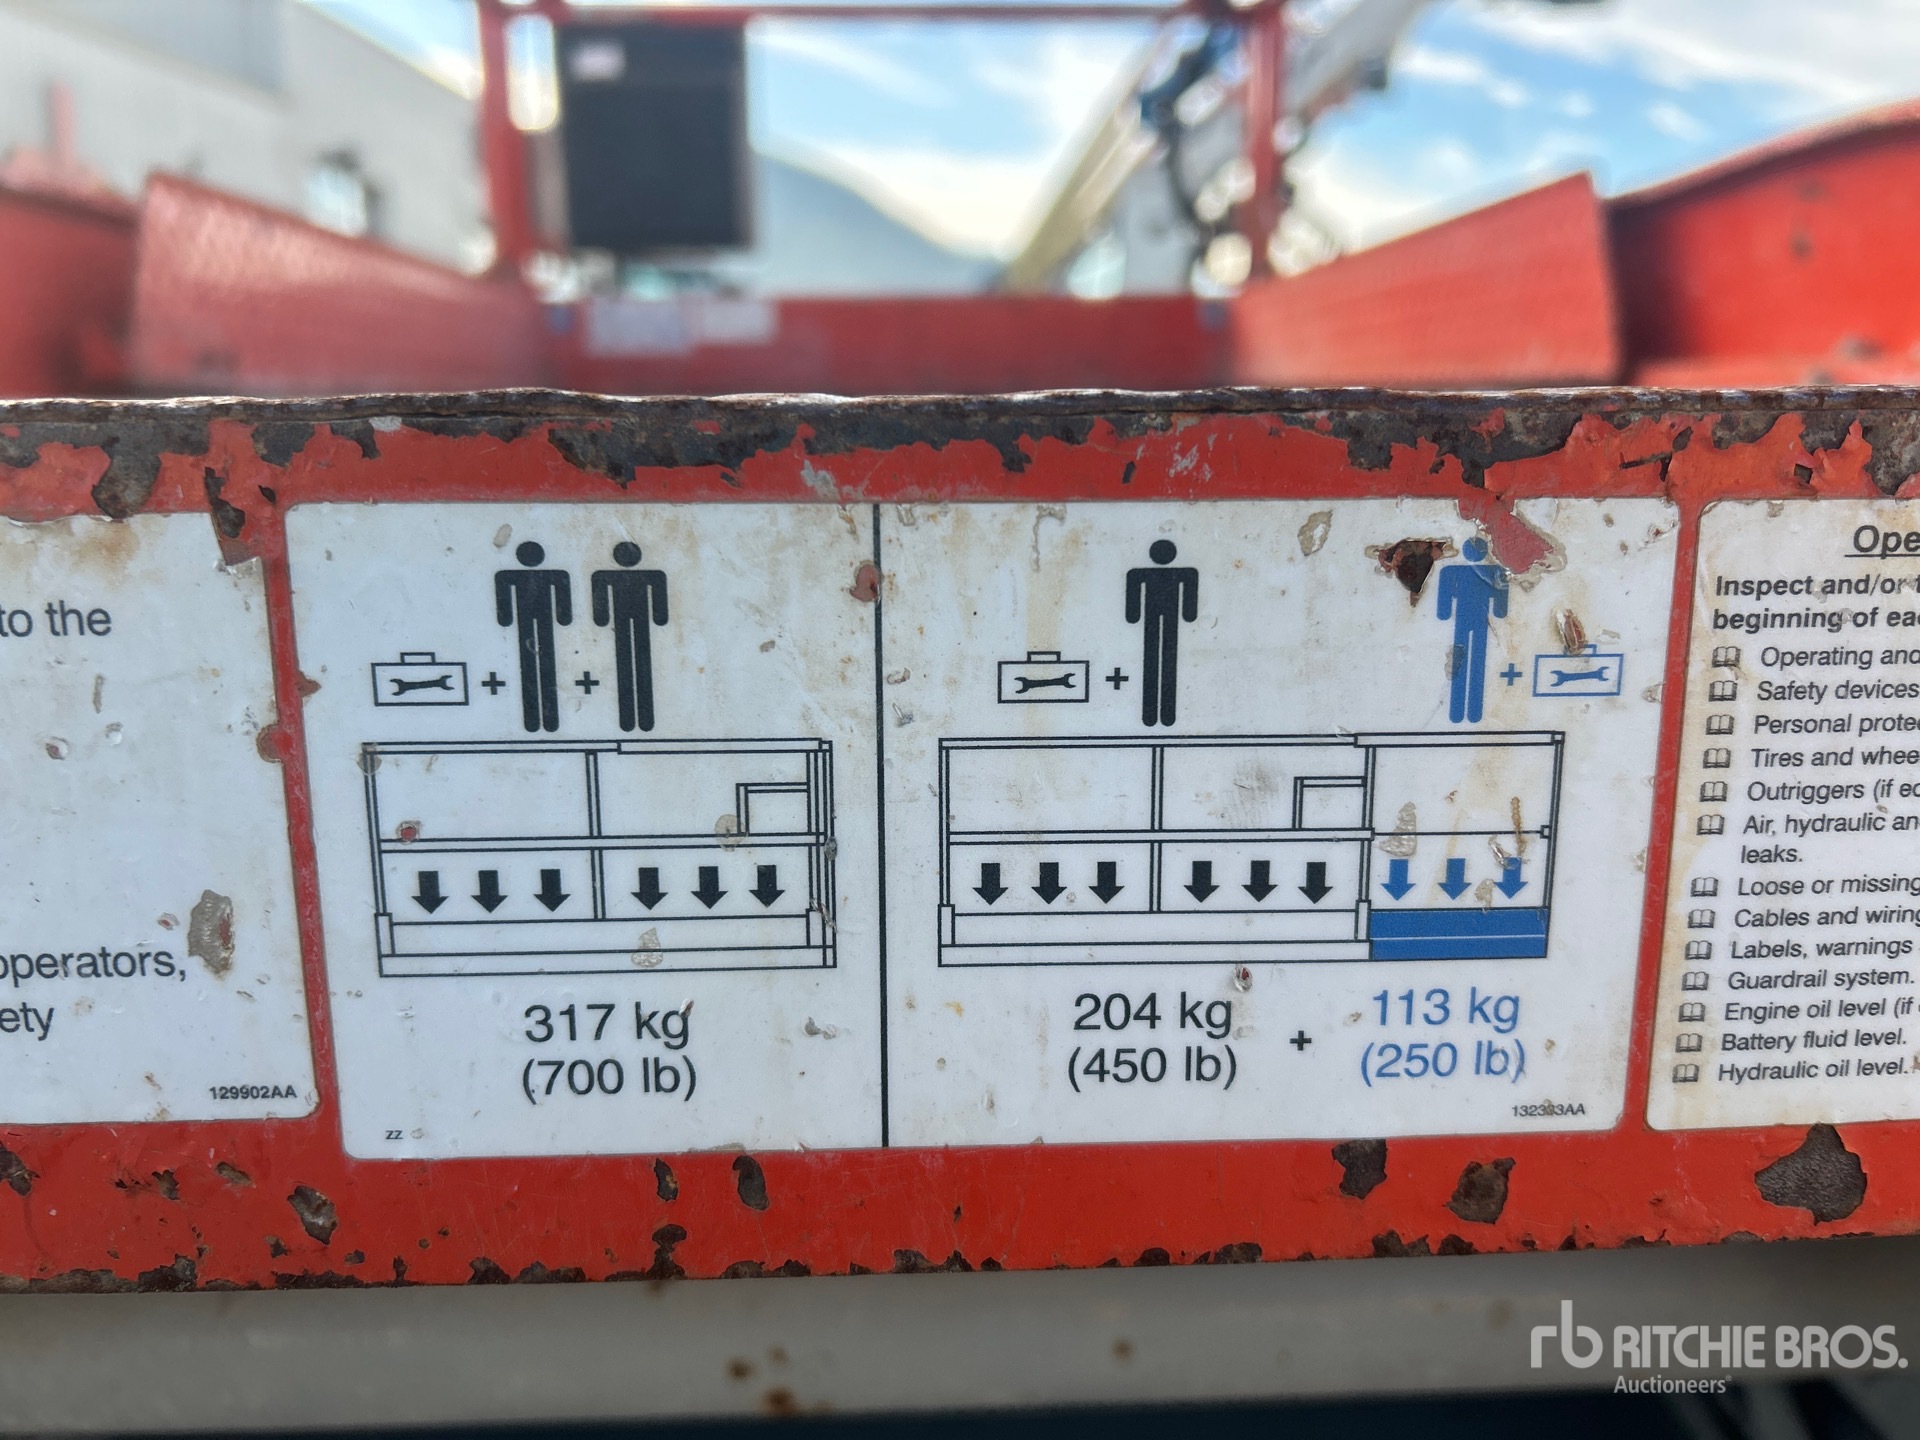 to the
operators,
ety
129902AA
+
+
317 kg
(700 lb)
ZZ
+
+
204 kg
(450 lb)
+
113 kg
(250 lb)
132333AA
Ope
Inspect and/or
beginning of ea
Operating and
Safety devices
Personal prote
Tires and whee
Outriggers (if eq
Air, hydraulic an
leaks.
Loose or missing
Cables and wiring
Labels, warnings
Guardrail system.
Engine oil level (if
Battery fluid level.
Hydraulic oil level.
rb RITCHIE BROS.
Auctioneers